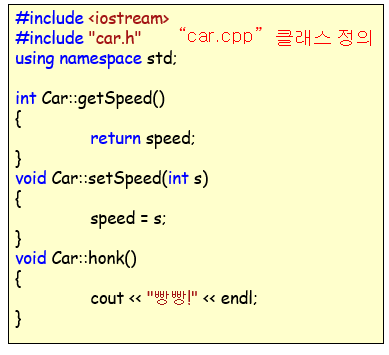 #include <iostream>
#include "car.h" “car.cpp” 클래스 정의
using namespace std;
int Car::getSpeed()
{
return speed;
}
void Car::setSpeed(int s)
{
speed = s;
}
void Car::honk()
{
cout << "빵빵!" << endl;
}